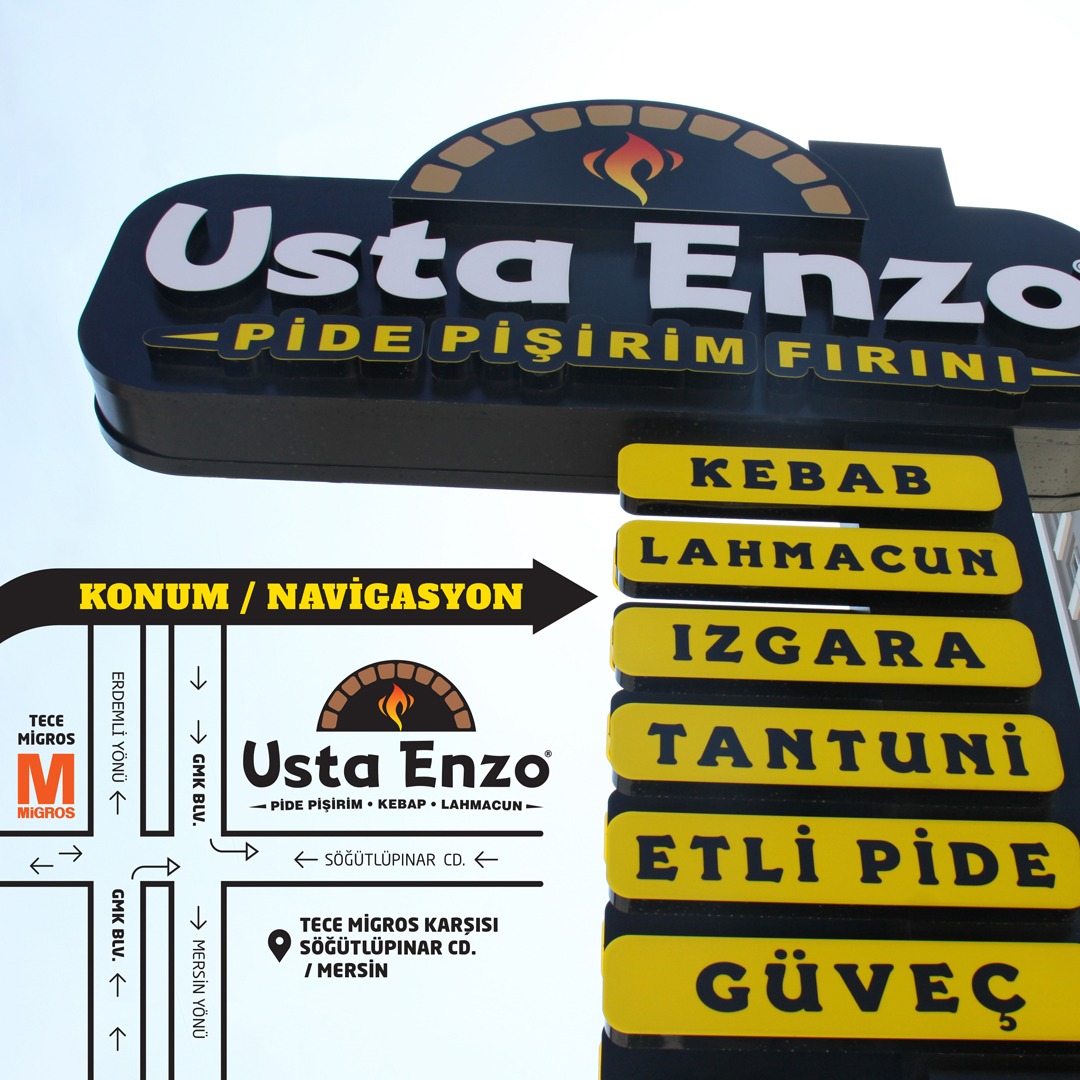 Usta Enzo®
PİDE PİŞİRİM FIRINI
KEBAB
LAHMACUN
IZGARA
TANTUNİ
ETLİ PİDE
GÜVEÇ
KONUM / NAVİGASYON
ERDEMLİ YÖNÜ
GMK BLV.
TECE
MİGROS
M
MİGROS
Usta Enzo®
PİDE PİŞİRİM • KEBAP • LAHMACUN
SÖĞÜTLÜPINAR CD.
GMK BLV.
MERSİN YÖNÜ
TECE MİGROS KARŞISI
SÖĞÜTLÜPINAR CD.
/ MERSİN